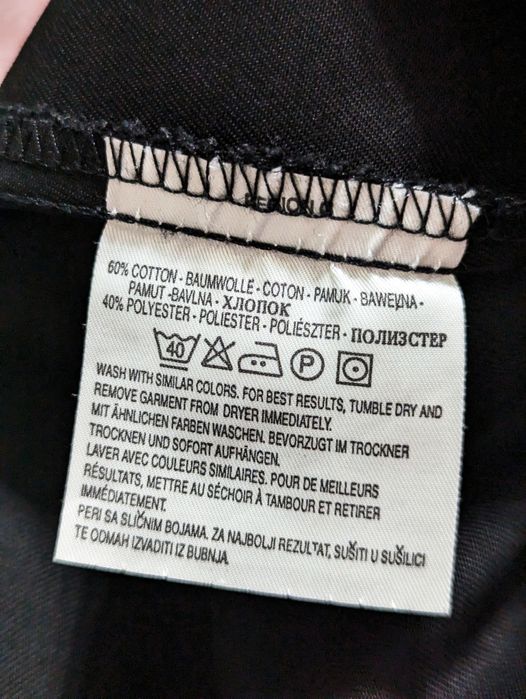 60% COTTON - BAUMWOLLE - COTON - PAMUK - BAWEŁNA -
PAMUT -BAVLNA - ХЛОПОК
40% POLYESTER - POLIESTER - POLIÉSZTER - ПОЛИЭСТЕР
40 P
WASH WITH SIMILAR COLORS. FOR BEST RESULTS, TUMBLE DRY AND
REMOVE GARMENT FROM DRYER IMMEDIATELY.
MIT ÄHNLICHEN FARBEN WASCHEN. BEVORZUGT IM TROCKNER
TROCKNEN UND SOFORT AUFHÄNGEN.
LAVER AVEC COULEURS SIMILAIRES. POUR DE MEILLEURS
RÉSULTATS, METTRE AU SÉCHOIR À TAMBOUR ET RETIRER
IMMÉDIATEMENT.
PERI SA SLIČNIM BOJAMA. ZA NAJBOLJI REZULTAT, SUŠITI U SUŠILICI
TE ODMAH IZVADITI IZ BUBNJA